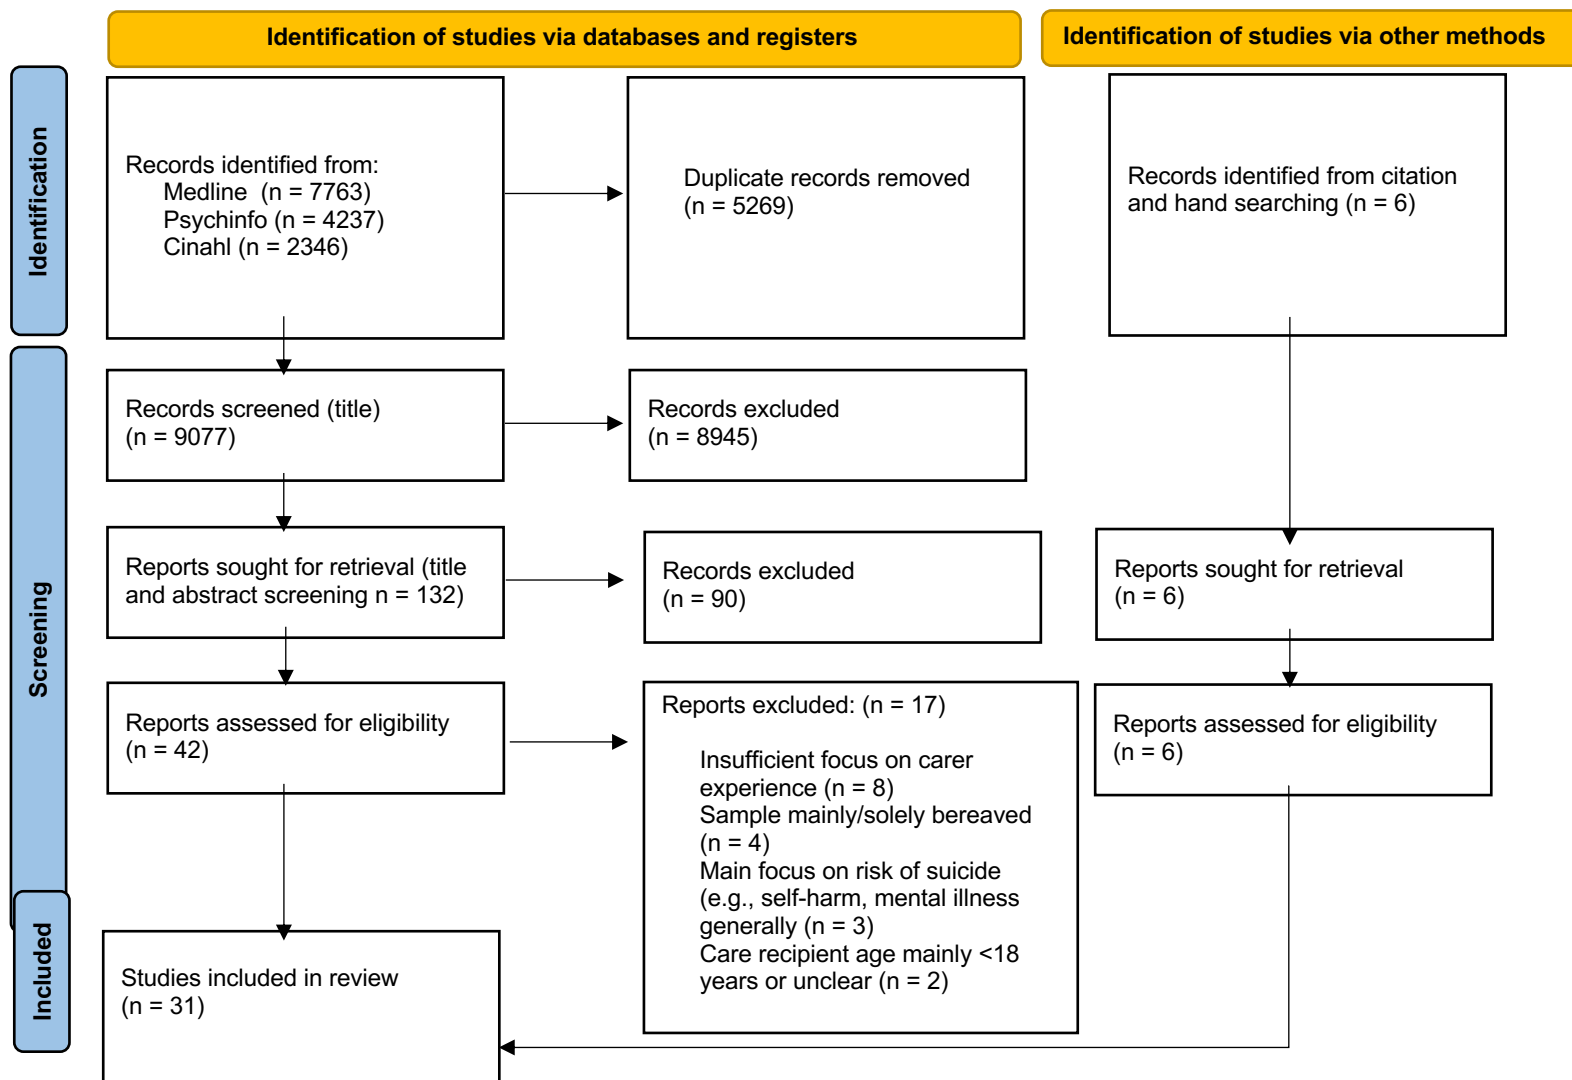 Identification of studies via databases and registers
Identification of studies via other methods
Identification
Records identified from:
Medline (n = 7763)
Psychinfo (n = 4237)
Cinahl (n = 2346)
Duplicate records removed
(n = 5269)
Records identified from citation
and hand searching (n = 6)
Screening
Records screened (title)
(n = 9077)
Records excluded
(n = 8945)
Reports sought for retrieval (title
and abstract screening n = 132)
Records excluded
(n = 90)
Reports sought for retrieval
(n = 6)
Reports assessed for eligibility
(n = 42)
Reports excluded: (n = 17)
Insufficient focus on carer
experience (n = 8)
Sample mainly/solely bereaved
(n = 4)
Main focus on risk of suicide
(e.g., self-harm, mental illness
generally (n = 3)
Care recipient age mainly <18
years or unclear (n = 2)
Reports assessed for eligibility
(n = 6)
Included
Studies included in review
(n = 31)